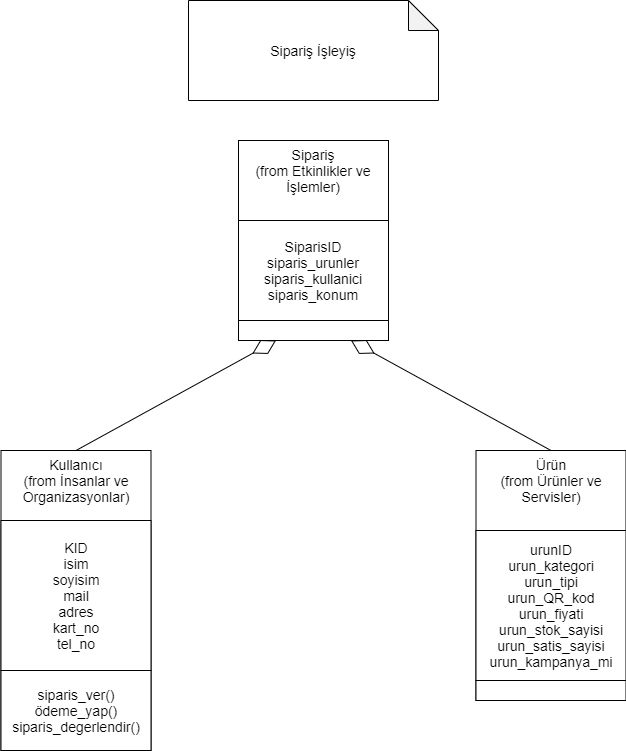 Sipariş İşleyiş
Sipariş
(from Etkinlikler ve
İşlemler)
SiparisID
siparis_urunler
siparis_kullanici
siparis_konum
Kullanıcı
(from İnsanlar ve
Organizasyonlar)
KID
isim
soyisim
mail
adres
kart_no
tel_no
siparis_ver()
ödeme_yap()
siparis_degerlendir()
Ürün
(from Ürünler ve
Servisler)
urunID
urun_kategori
urun_tipi
urun_QR_kod
urun_fiyati
urun_stok_sayisi
urun_satis_sayisi
urun_kampanya_mi